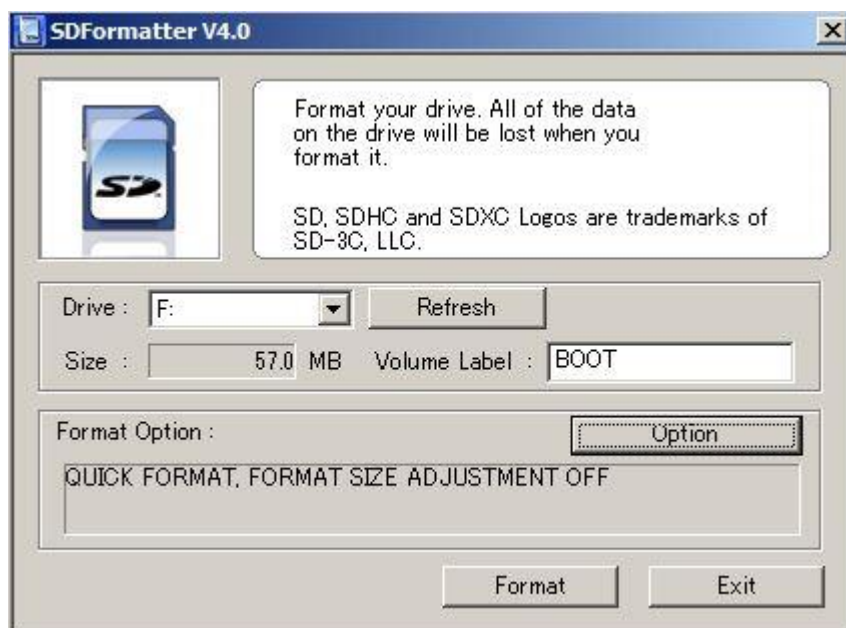 SDFormatter V4.0
Format your drive. All of the data
on the drive will be lost when you
format it.
SD, SDHC and SDXC Logos are trademarks of
SD-3C, LLC.
SD
Drive : F: Refresh
Size : 57.0 MB Volume Label : BOOT
Format Option : Option
QUICK FORMAT, FORMAT SIZE ADJUSTMENT OFF
Format Exit